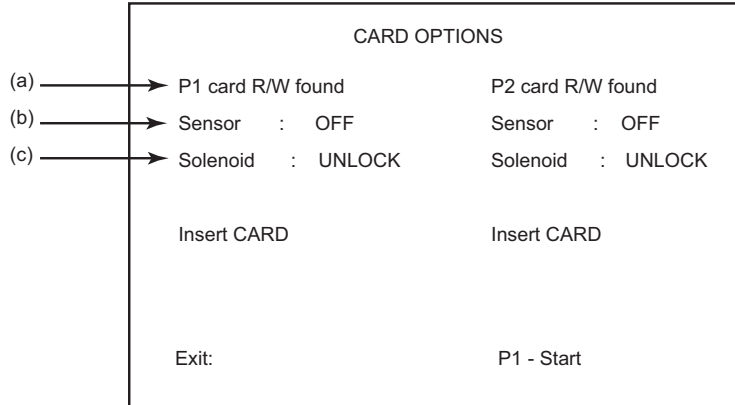 CARD OPTIONS
(a) P1 card R/W found P2 card R/W found
(b) Sensor : OFF Sensor : OFF
(c) Solenoid : UNLOCK Solenoid : UNLOCK
Insert CARD Insert CARD
Exit: P1 - Start